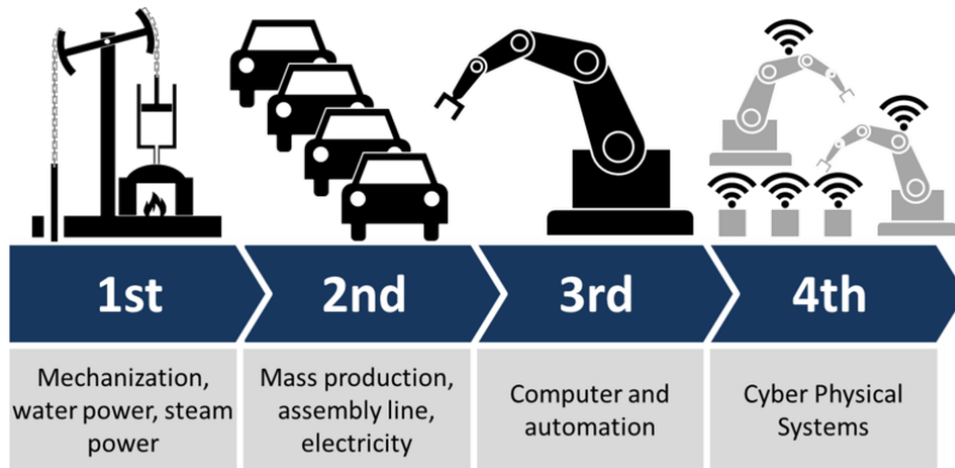 1st
2nd
3rd
4th
Mechanization,
water power, steam
power
Mass production,
assembly line,
electricity
Computer and
automation
Cyber Physical
Systems